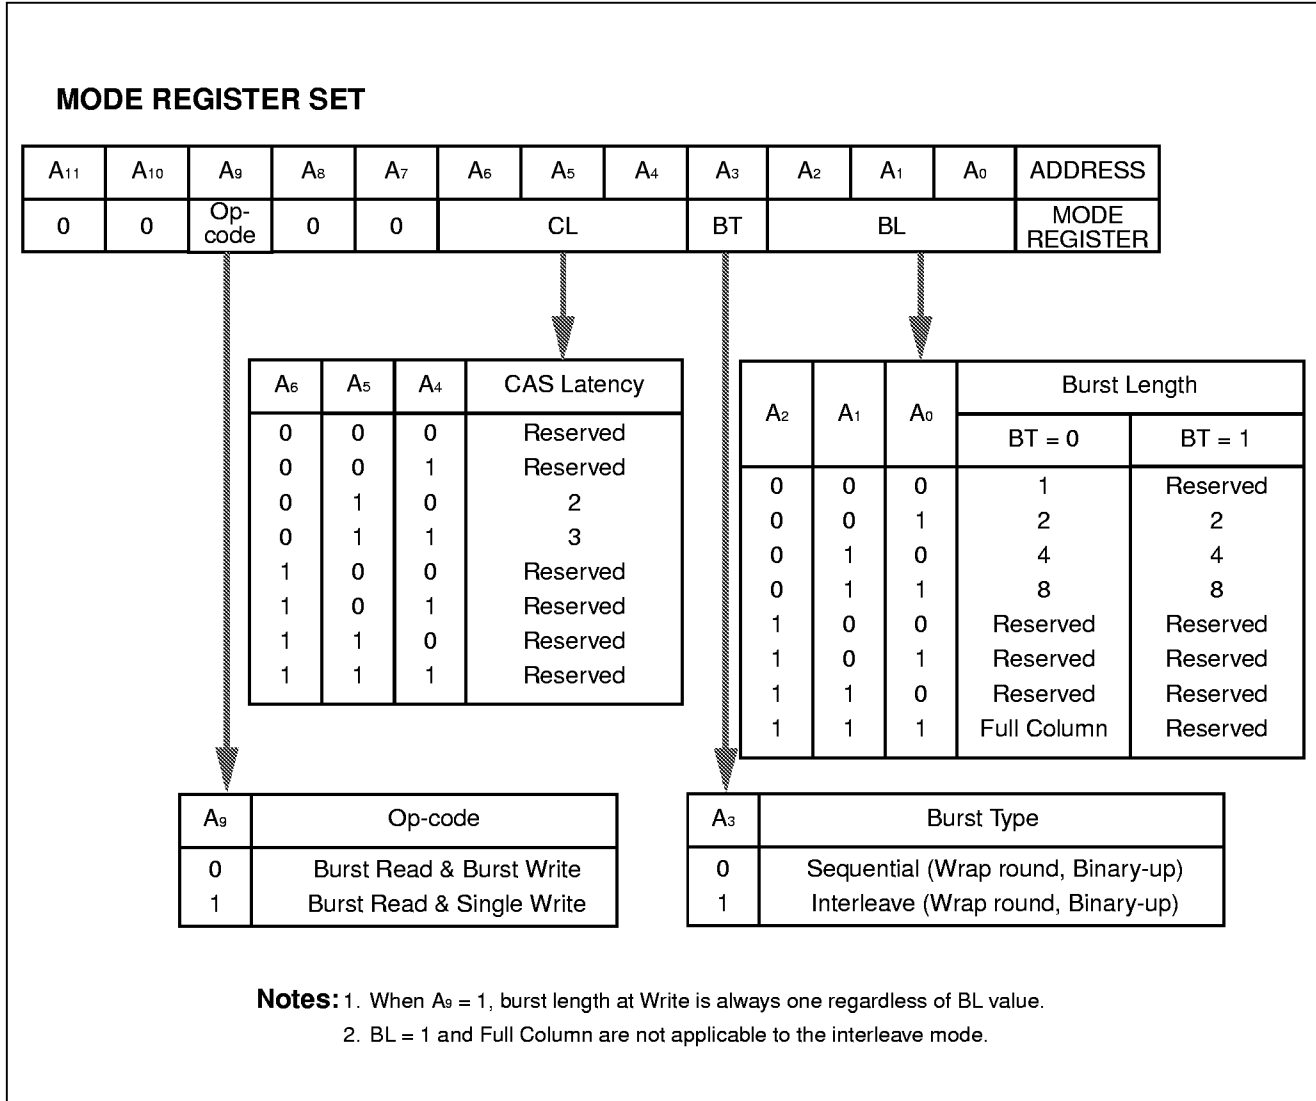 MODE REGISTER SET
A11 A10 A9 A8 A7 A6 A5 A4 A3 A2 A1 A0 ADDRESS
0 0 Op-code 0 0 CL BT BL MODE REGISTER
A6 A5 A4 CAS Latency
0 0 0 Reserved
0 0 1 Reserved
0 1 0 2
0 1 1 3
1 0 0 Reserved
1 0 1 Reserved
1 1 0 Reserved
1 1 1 Reserved
A2 A1 A0 Burst Length
BT = 0 BT = 1
0 0 0 1 Reserved
0 0 1 2 2
0 1 0 4 4
0 1 1 8 8
1 0 0 Reserved Reserved
1 0 1 Reserved Reserved
1 1 0 Reserved Reserved
1 1 1 Full Column Reserved
A9 Op-code
0 Burst Read & Burst Write
1 Burst Read & Single Write
A3 Burst Type
0 Sequential (Wrap round, Binary-up)
1 Interleave (Wrap round, Binary-up)
Notes: 1. When A9 = 1, burst length at Write is always one regardless of BL value.
2. BL = 1 and Full Column are not applicable to the interleave mode.